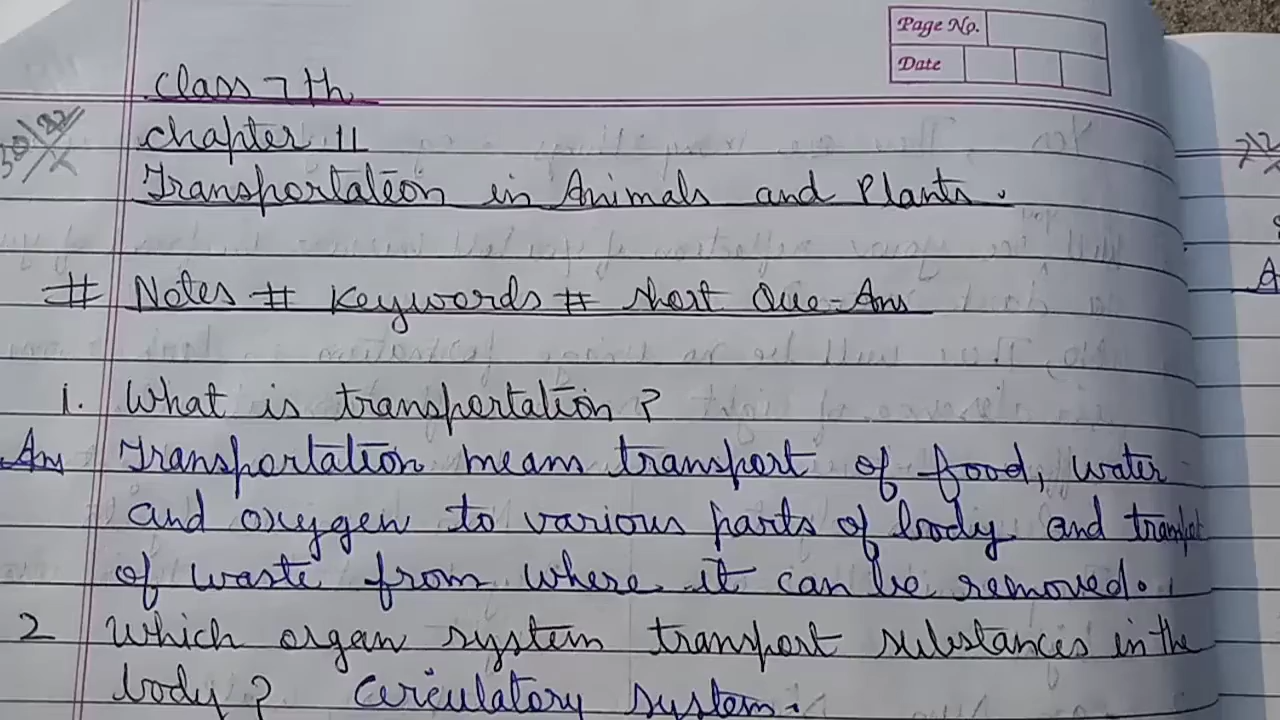 Page No.
Date
Class 7th
Chapter 11
Transportation in Animals and Plants.
# Notes # Keywords # Short Que-Ans
1. What is transportation?
Ans Transportation means transport of food, water
and oxygen to various parts of body and transport
of waste from where it can be removed.
2 Which organ system transport substances in the
body? Circulatory system.